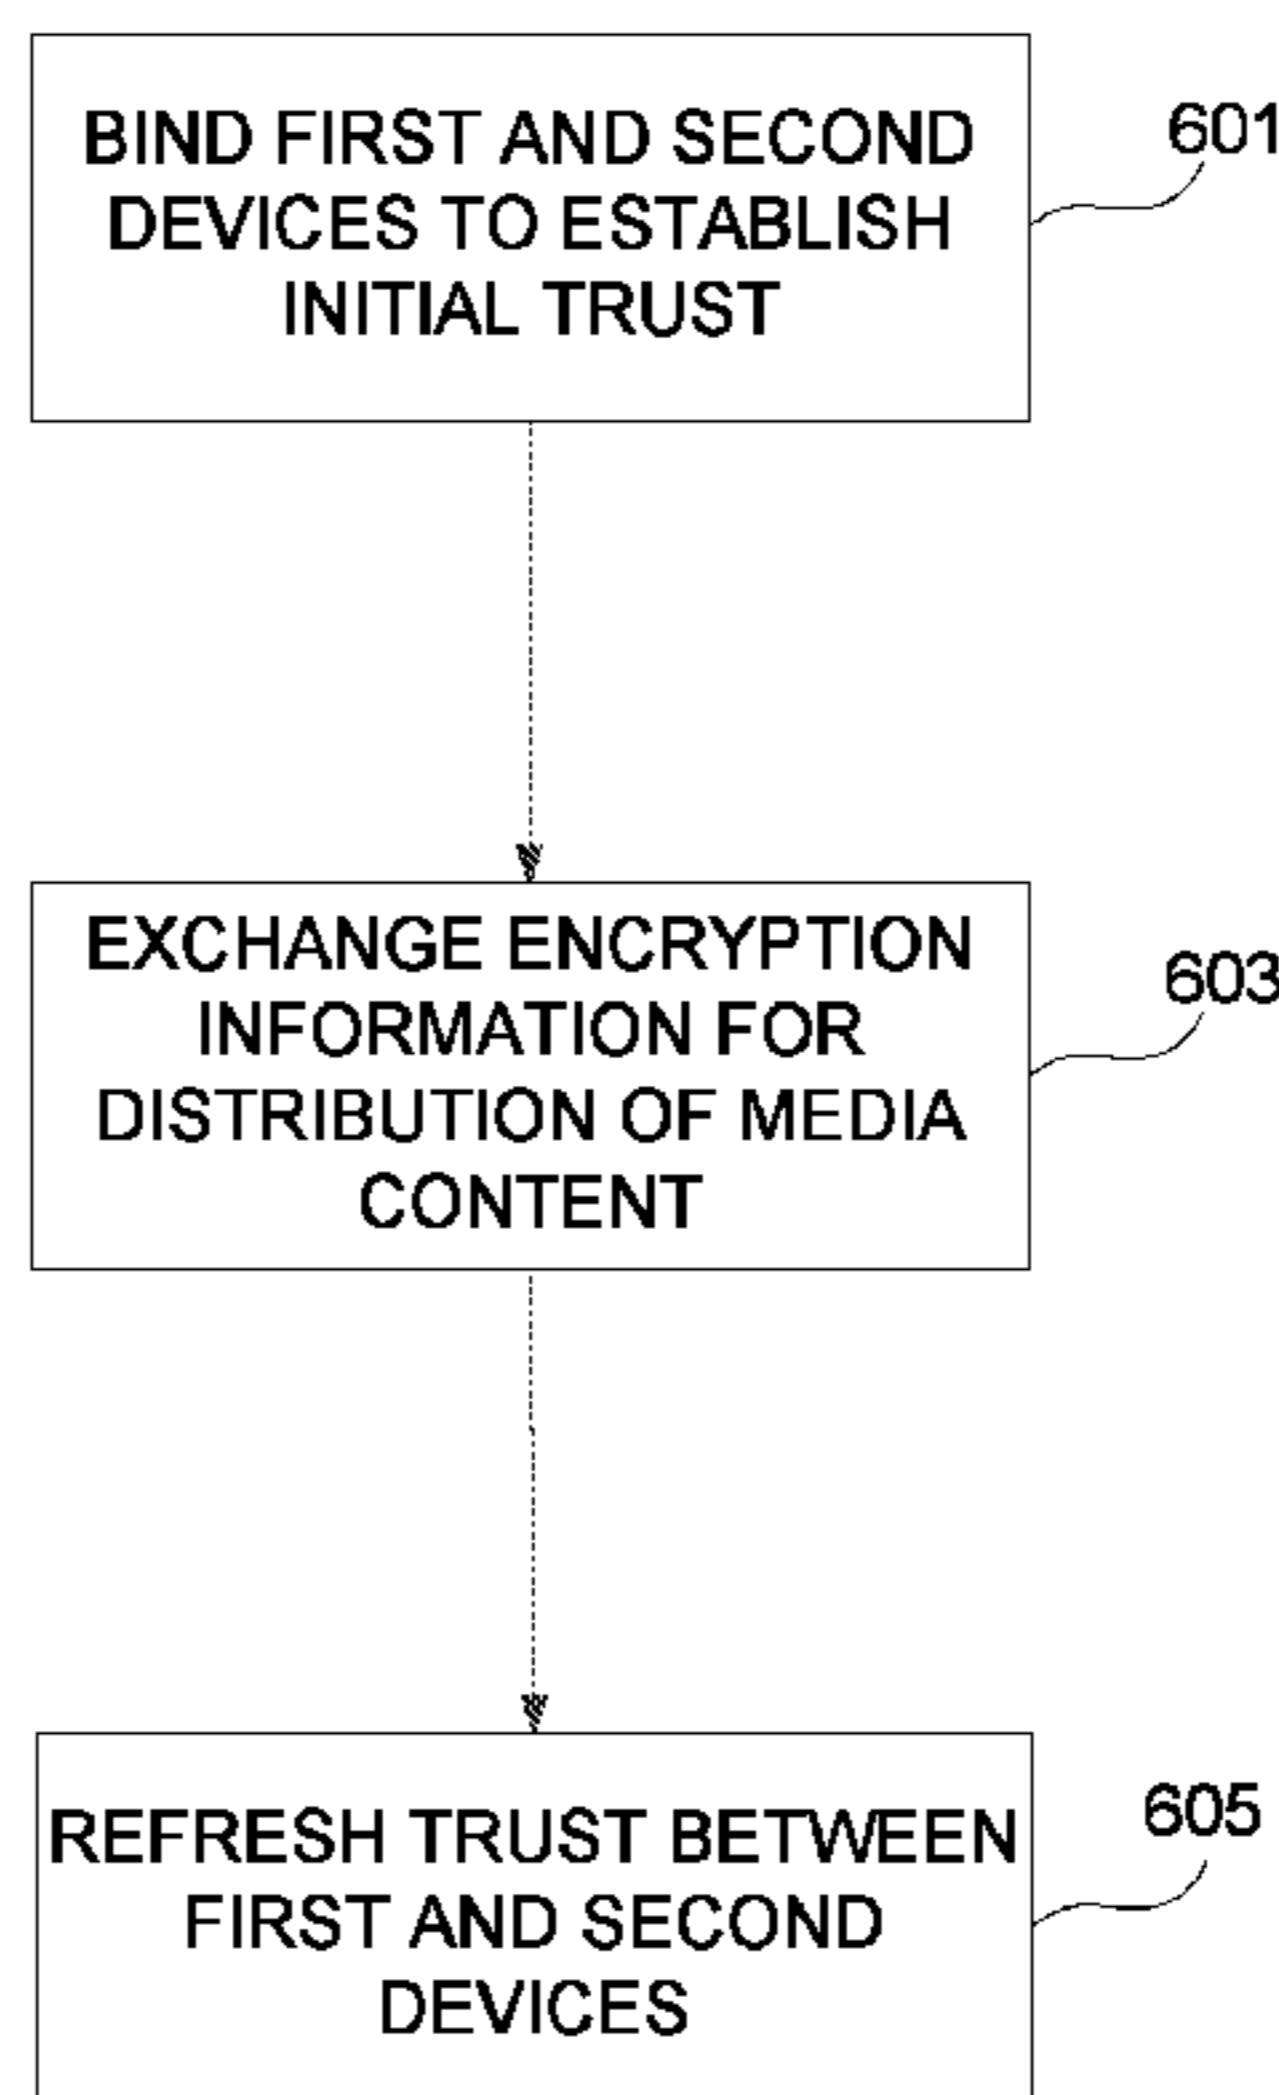 BIND FIRST AND SECOND
DEVICES TO ESTABLISH
INITIAL TRUST
601
EXCHANGE ENCRYPTION
INFORMATION FOR
DISTRIBUTION OF MEDIA
CONTENT
603
REFRESH TRUST BETWEEN
FIRST AND SECOND
DEVICES
605